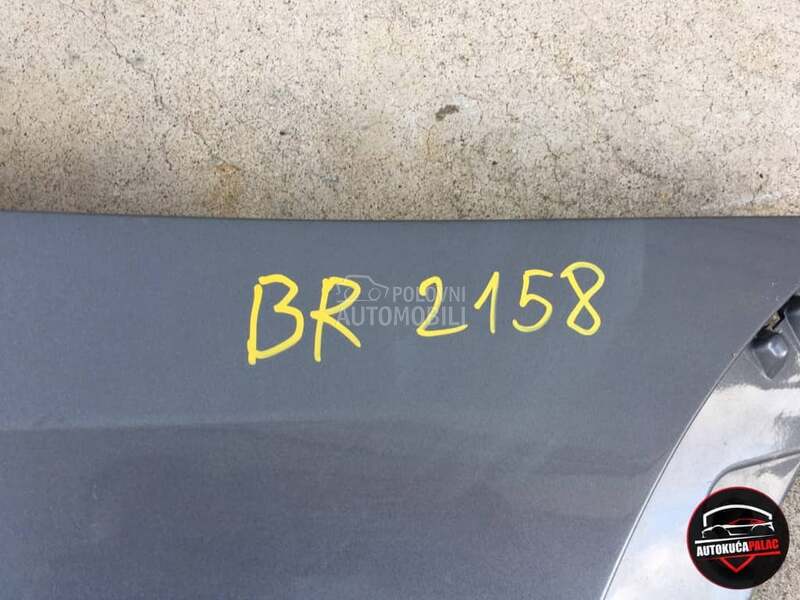 BR 2158
POLOVNI
AUTOMOBILI
AUTOKUĆAPALAC